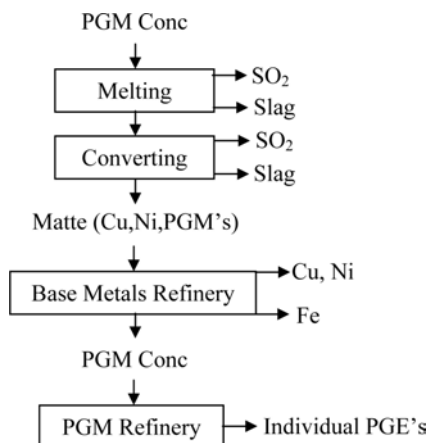 PGM Conc
SO2
Melting
Slag
SO2
Converting
Slag
Matte (Cu,Ni,PGM's)
Cu, Ni
Base Metals Refinery
Fe
PGM Conc
PGM Refinery
Individual PGE's